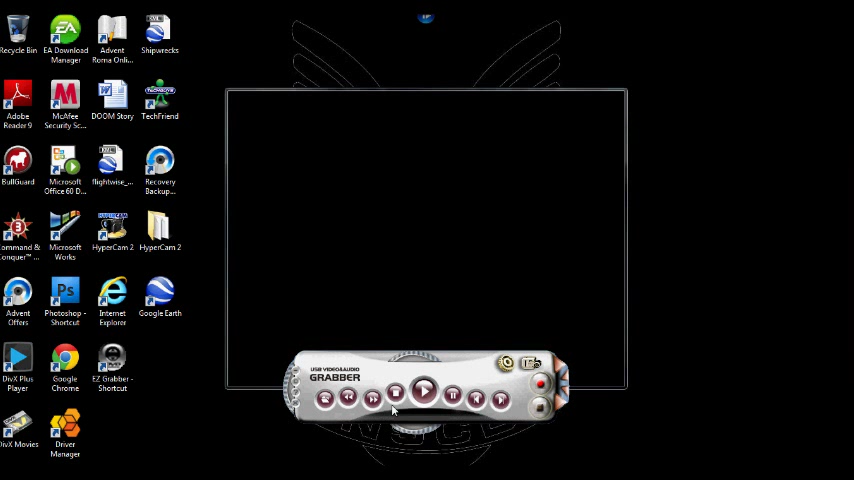 Recycle Bin
EA Download
Manager
Advent
Roma Onli...
Shipwrecks
Adobe
Reader 9
McAfee
Security Sc...
DOOM Story
TechFriend
BullGuard
Microsoft
Office 60 D...
flightwise_...
Recovery
Backup...
Command &
Conquer™ ...
Microsoft
Works
HyperCam 2
HyperCam 2
Advent
Offers
Photoshop -
Shortcut
Internet
Explorer
Google Earth
DivX Plus
Player
Google
Chrome
EZ Grabber -
Shortcut
DivX Movies
Driver
Manager
USB VIDEO&AUDIO
GRABBER